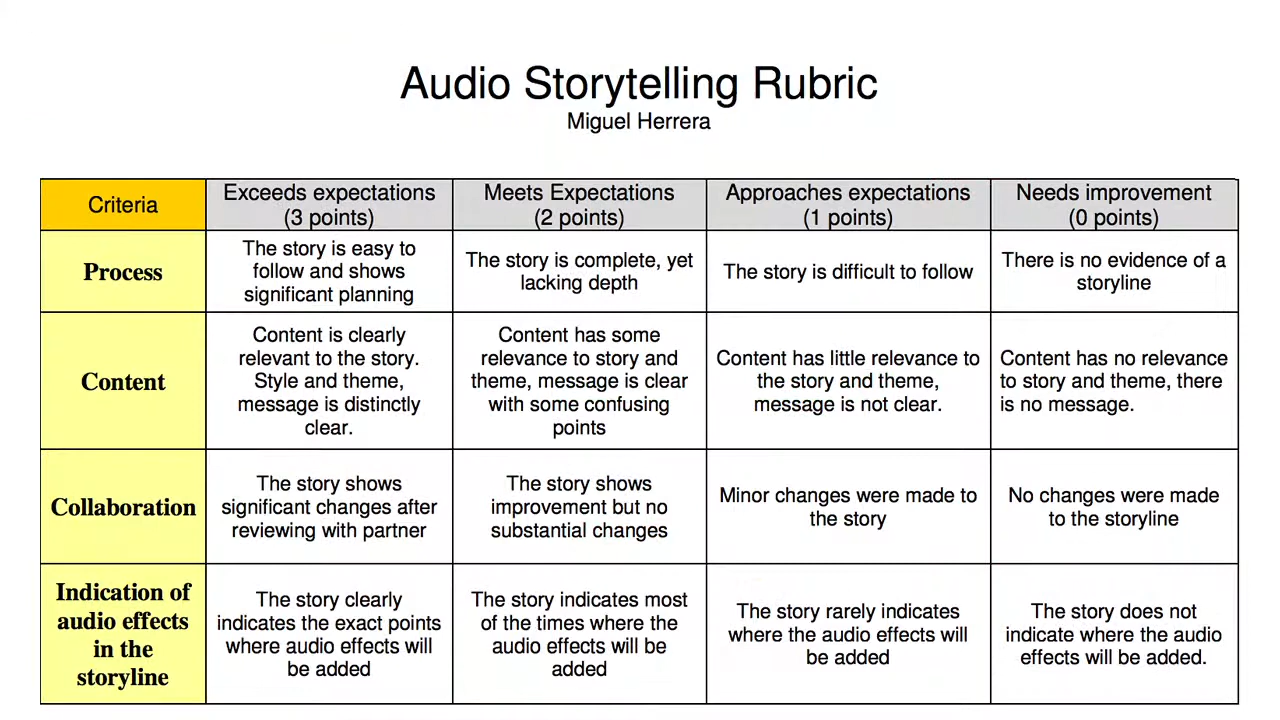 Audio Storytelling Rubric
Miguel Herrera
Criteria
Exceeds expectations
(3 points)
Meets Expectations
(2 points)
Approaches expectations
(1 points)
Needs improvement
(0 points)
Process
The story is easy to
follow and shows
significant planning
The story is complete, yet
lacking depth
The story is difficult to follow
There is no evidence of a
storyline
Content
Content is clearly
relevant to the story.
Style and theme,
message is distinctly
clear.
Content has some
relevance to story and
theme, message is clear
with some confusing
points
Content has little relevance to
the story and theme,
message is not clear.
Content has no relevance
to story and theme, there
is no message.
Collaboration
The story shows
significant changes after
reviewing with partner
The story shows
improvement but no
substantial changes
Minor changes were made to
the story
No changes were made
to the storyline
Indication of
audio effects
in the
storyline
The story clearly
indicates the exact points
where audio effects will
be added
The story indicates most
of the times where the
audio effects will be
added
The story rarely indicates
where the audio effects will
be added
The story does not
indicate where the audio
effects will be added.